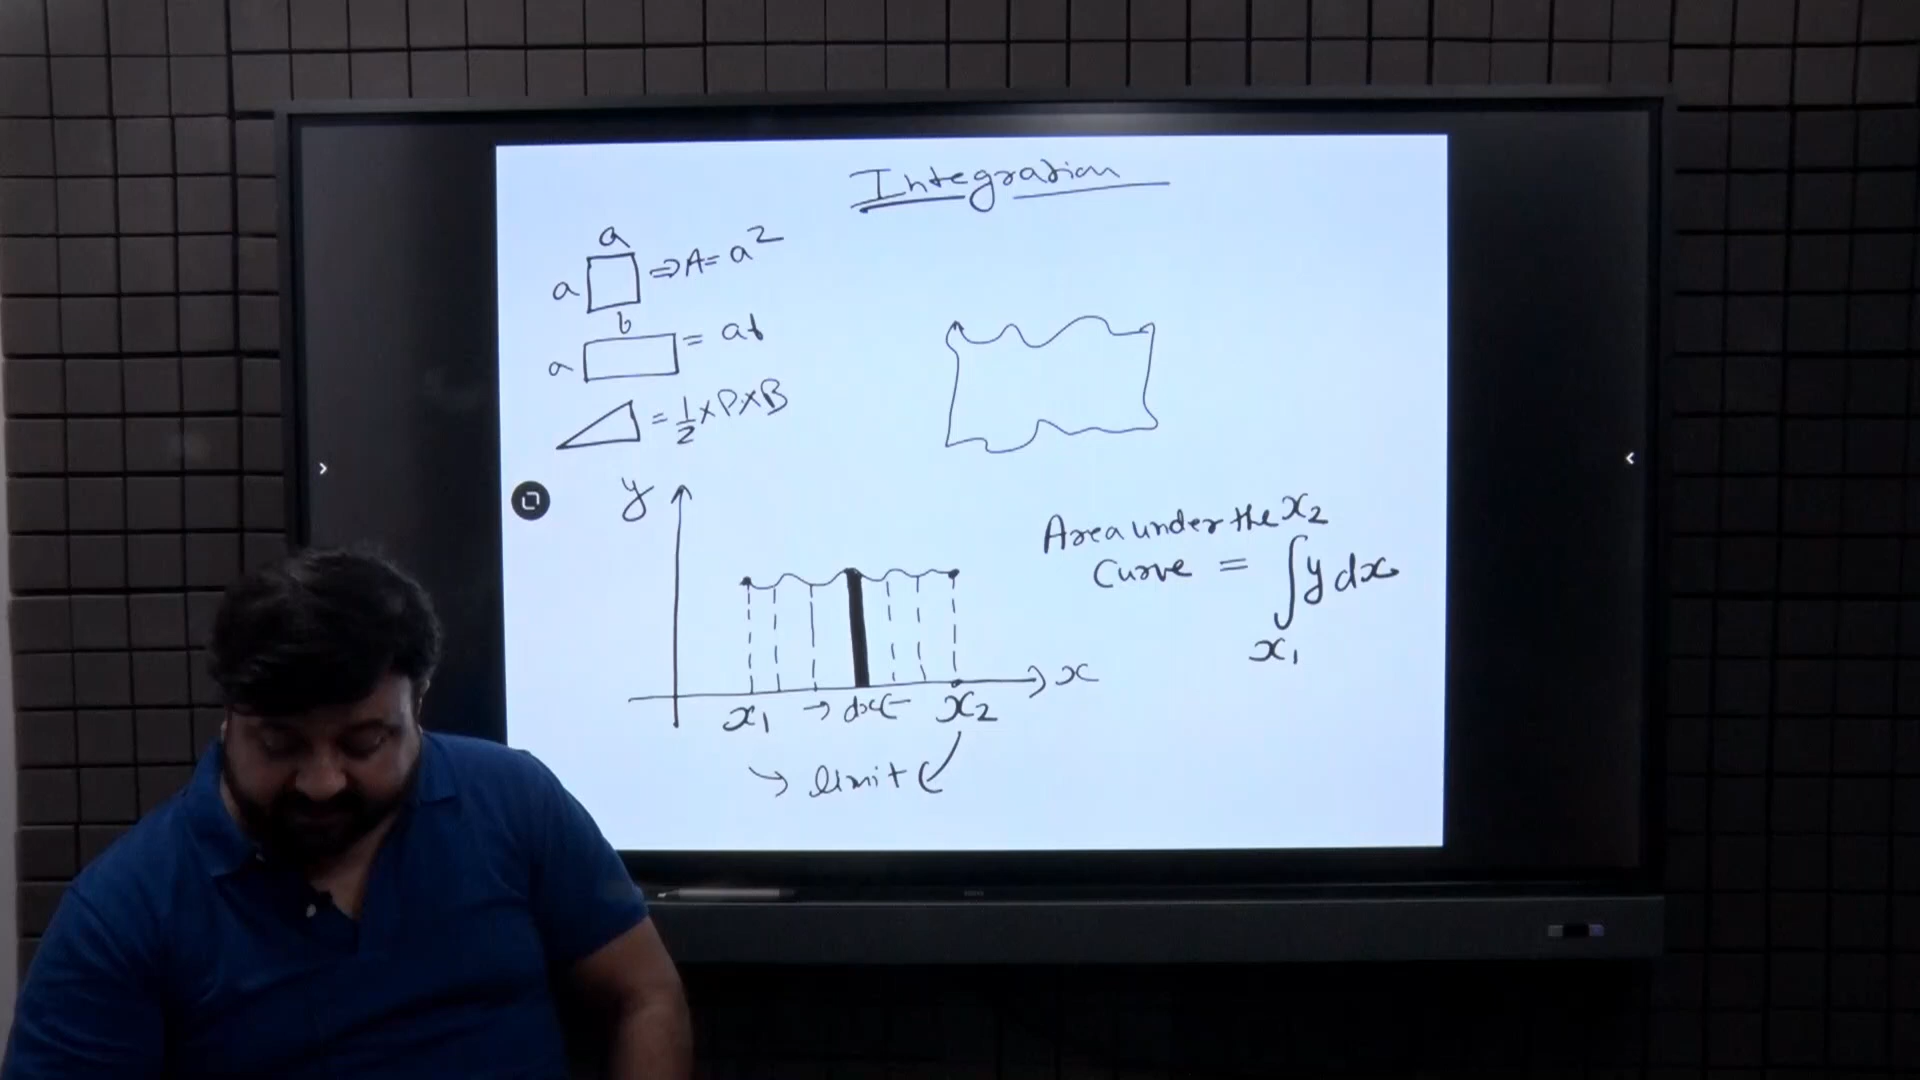 Integration
a
a ⇒ A = a²
b
a = ab
= 1/2 × P × B
y
Area under the
Curve = ∫ y dx
x₂
x₁
x
x₁ → dx ← x₂
→ limit